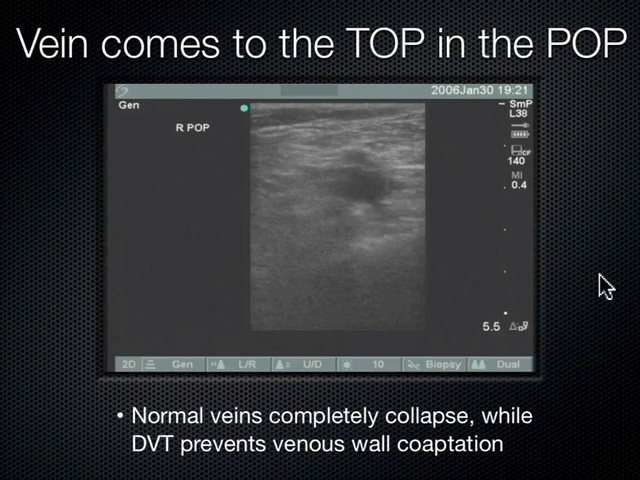 Vein comes to the TOP in the POP
2006Jan30 19:21
Gen
SmP
L38
R POP
CF
140
MI
0.4
5.5
2D Gen L/R U/D 10 Biopsy Dual
• Normal veins completely collapse, while
DVT prevents venous wall coaptation